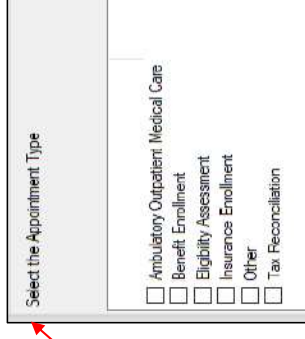 Select the Appointment Type
Ambulatory Outpatient Medical Care
Benefit Enrollment
Eligibility Assessment
Insurance Enrollment
Other
Tax Reconciliation